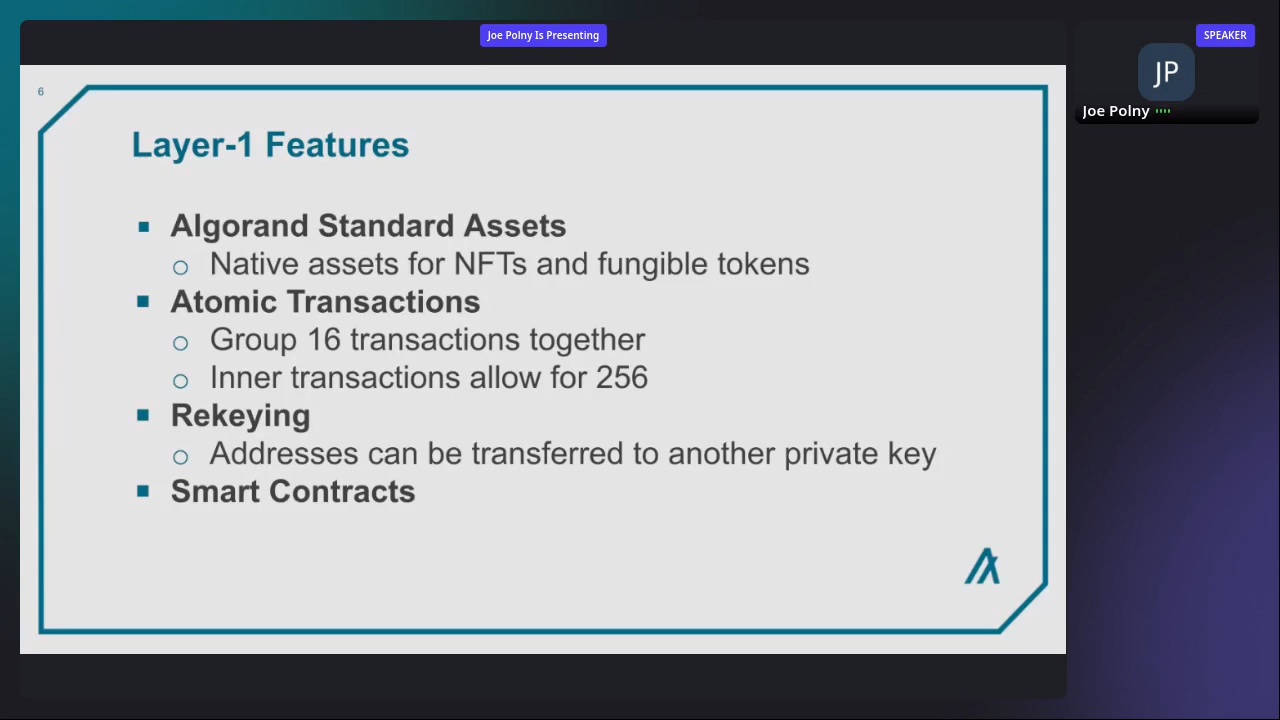 Joe Polny Is Presenting
SPEAKER
JP
Joe Polny
6
Layer-1 Features
Algorand Standard Assets
Native assets for NFTs and fungible tokens
Atomic Transactions
Group 16 transactions together
Inner transactions allow for 256
Rekeying
Addresses can be transferred to another private key
Smart Contracts